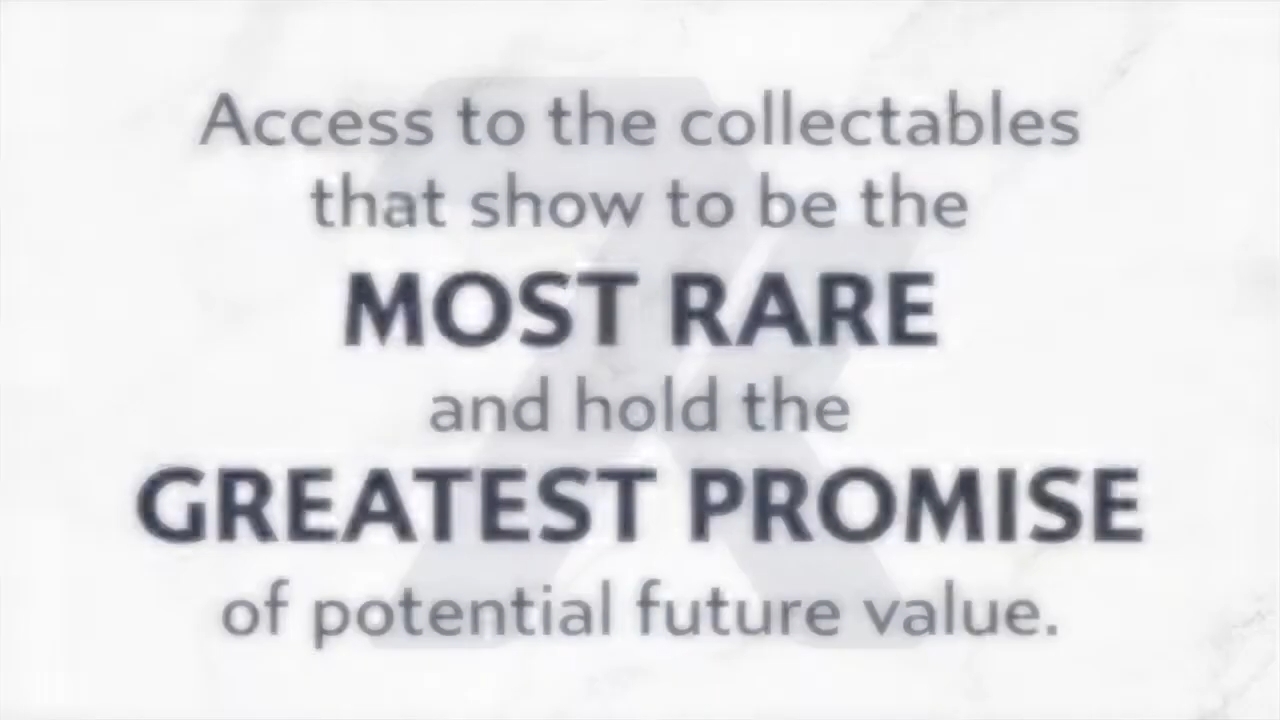 Access to the collectables
that show to be the
MOST RARE
and hold the
GREATEST PROMISE
of potential future value.